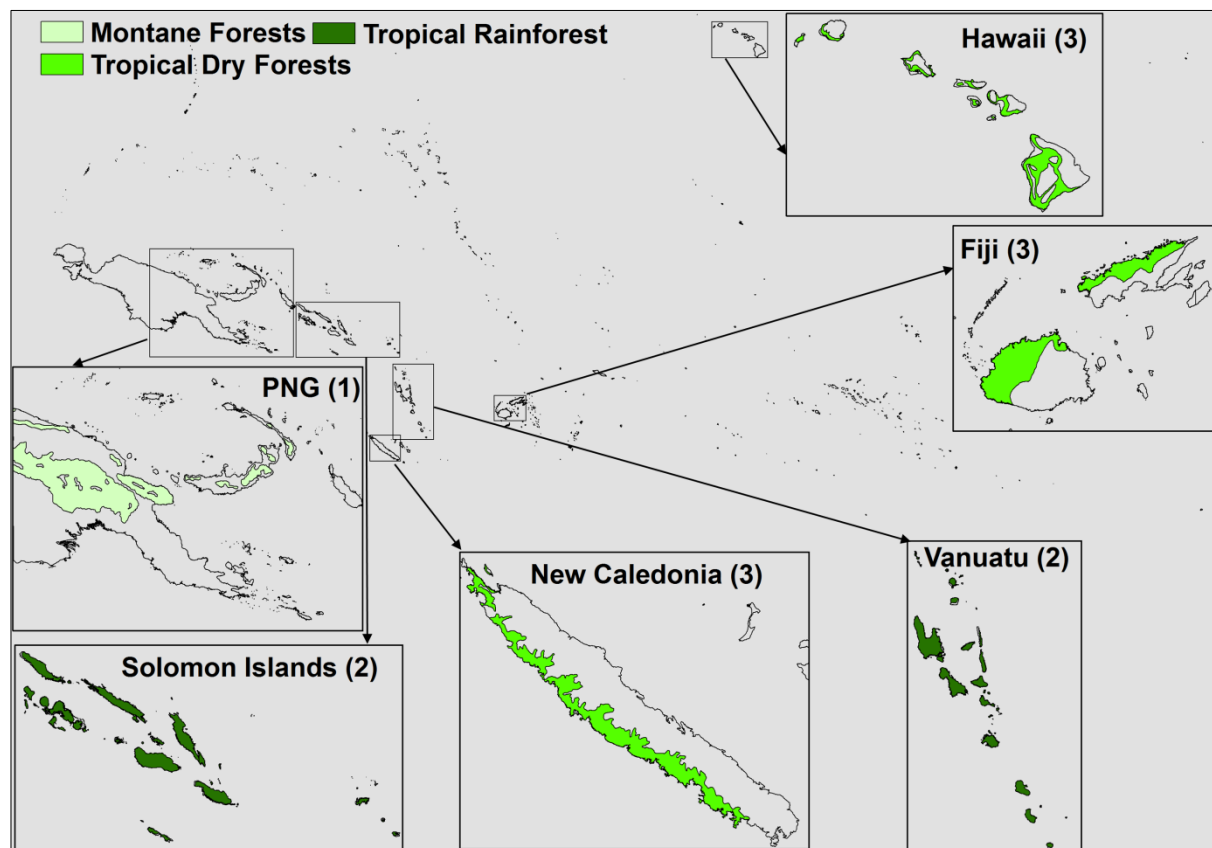 Montane Forests Tropical Rainforest
Tropical Dry Forests
Hawaii (3)
Fiji (3)
PNG (1)
New Caledonia (3)
Vanuatu (2)
Solomon Islands (2)